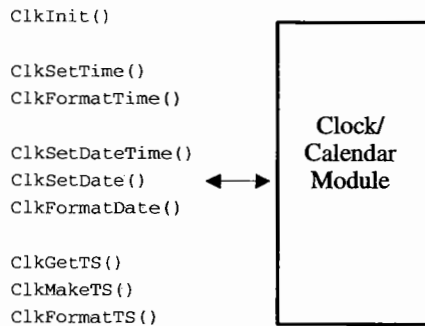 ClkInit()
ClkSetTime()
ClkFormatTime()
ClkSetDateTime()
ClkSetDate()
ClkFormatDate()
ClkGetTS()
ClkMakeTS()
ClkFormatTS()
Clock/
Calendar
Module